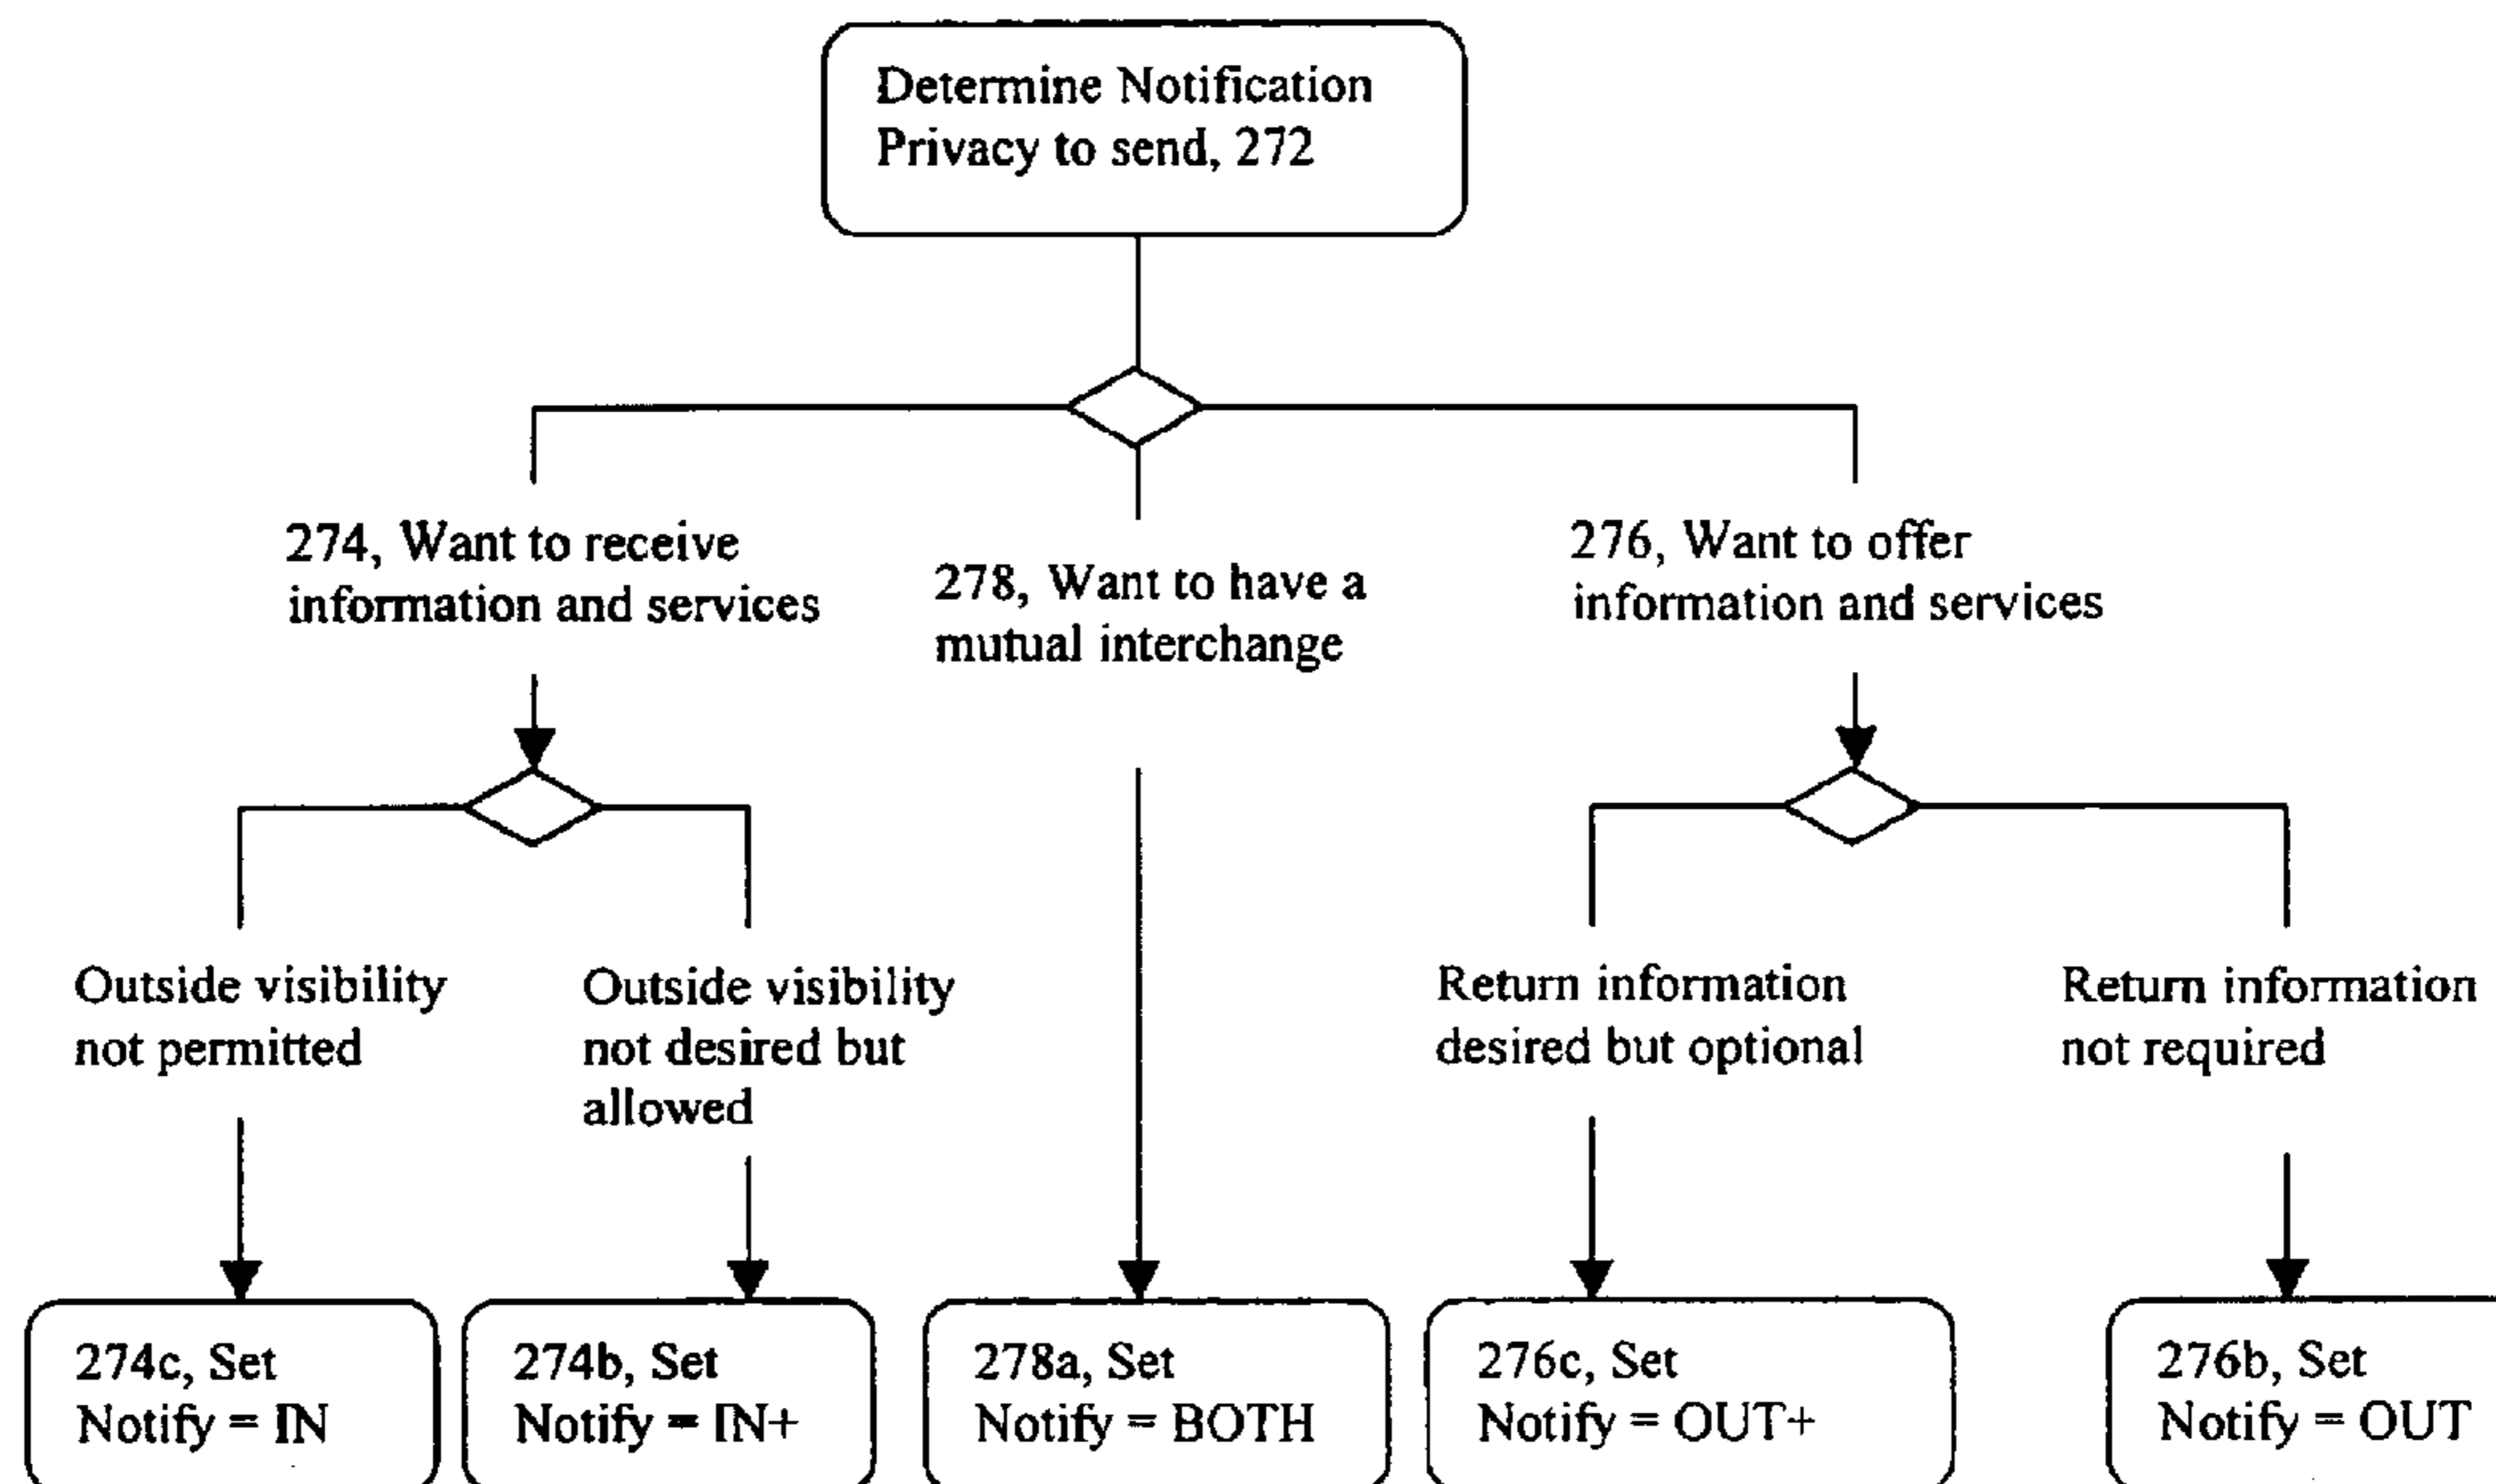 Determine Notification
Privacy to send, 272
274, Want to receive
information and services
278, Want to have a
mutual interchange
276, Want to offer
information and services
Outside visibility
not permitted
Outside visibility
not desired but
allowed
Return information
desired but optional
Return information
not required
274c, Set
Notify = IN
274b, Set
Notify = IN+
278a, Set
Notify = BOTH
276c, Set
Notify = OUT+
276b, Set
Notify = OUT